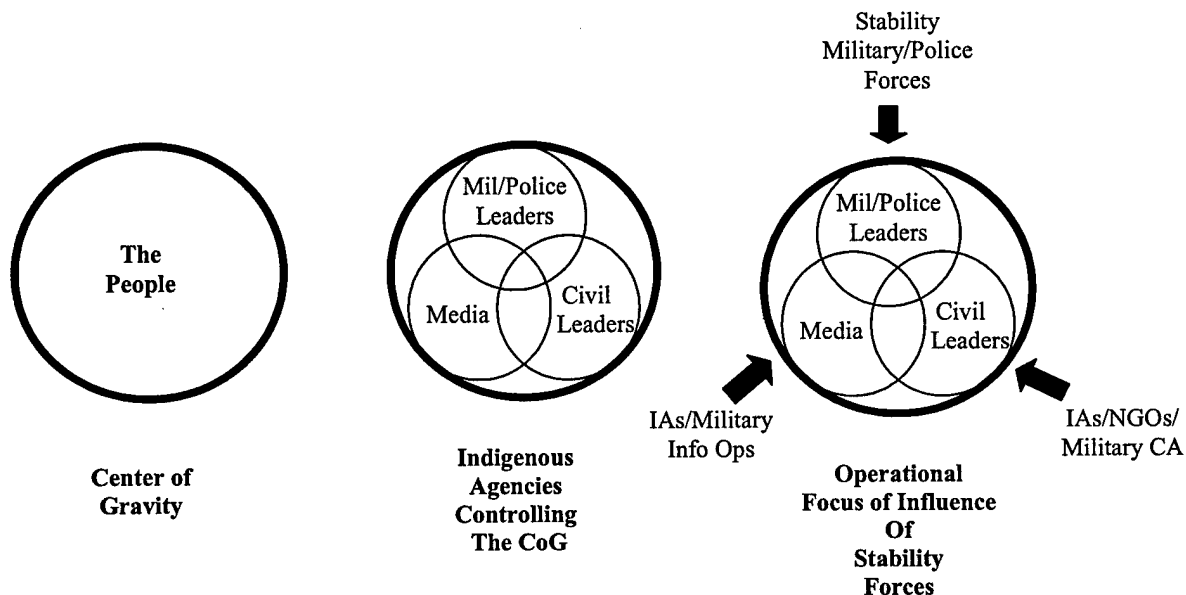 The
People
Center of
Gravity
Mil/Police
Leaders
Media
Civil
Leaders
Indigenous
Agencies
Controlling
The CoG
Stability
Military/Police
Forces
Mil/Police
Leaders
Media
Civil
Leaders
IAs/Military
Info Ops
IAs/NGOs/
Military CA
Operational
Focus of Influence
Of
Stability
Forces